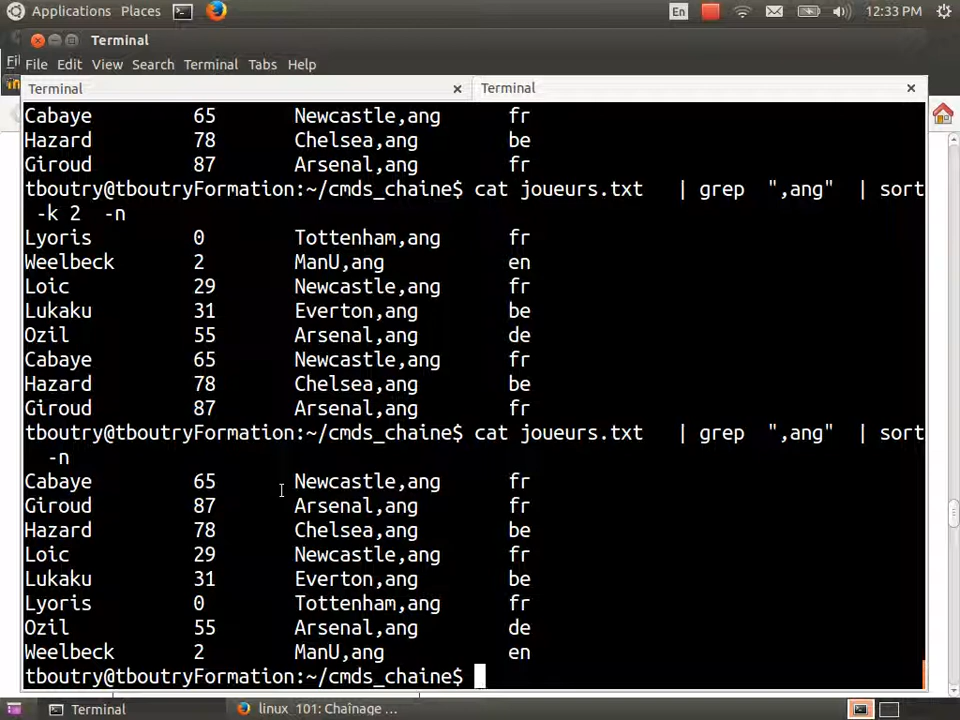 Applications Places En 12:33 PM
Terminal
File Edit View Search Terminal Tabs Help
Terminal × Terminal ×
Cabaye 65 Newcastle,ang fr
Hazard 78 Chelsea,ang be
Giroud 87 Arsenal,ang fr
tboutry@tboutryFormation:~/cmds_chaine$ cat joueurs.txt | grep ",ang" | sort
-k 2 -n
Lyoris 0 Tottenham,ang fr
Weelbeck 2 ManU,ang en
Loic 29 Newcastle,ang fr
Lukaku 31 Everton,ang be
Ozil 55 Arsenal,ang de
Cabaye 65 Newcastle,ang fr
Hazard 78 Chelsea,ang be
Giroud 87 Arsenal,ang fr
tboutry@tboutryFormation:~/cmds_chaine$ cat joueurs.txt | grep ",ang" | sort
-n
Cabaye 65 Newcastle,ang fr
Giroud 87 Arsenal,ang fr
Hazard 78 Chelsea,ang be
Loic 29 Newcastle,ang fr
Lukaku 31 Everton,ang be
Lyoris 0 Tottenham,ang fr
Ozil 55 Arsenal,ang de
Weelbeck 2 ManU,ang en
tboutry@tboutryFormation:~/cmds_chaine$
Terminal linux_101: Chaînage ...